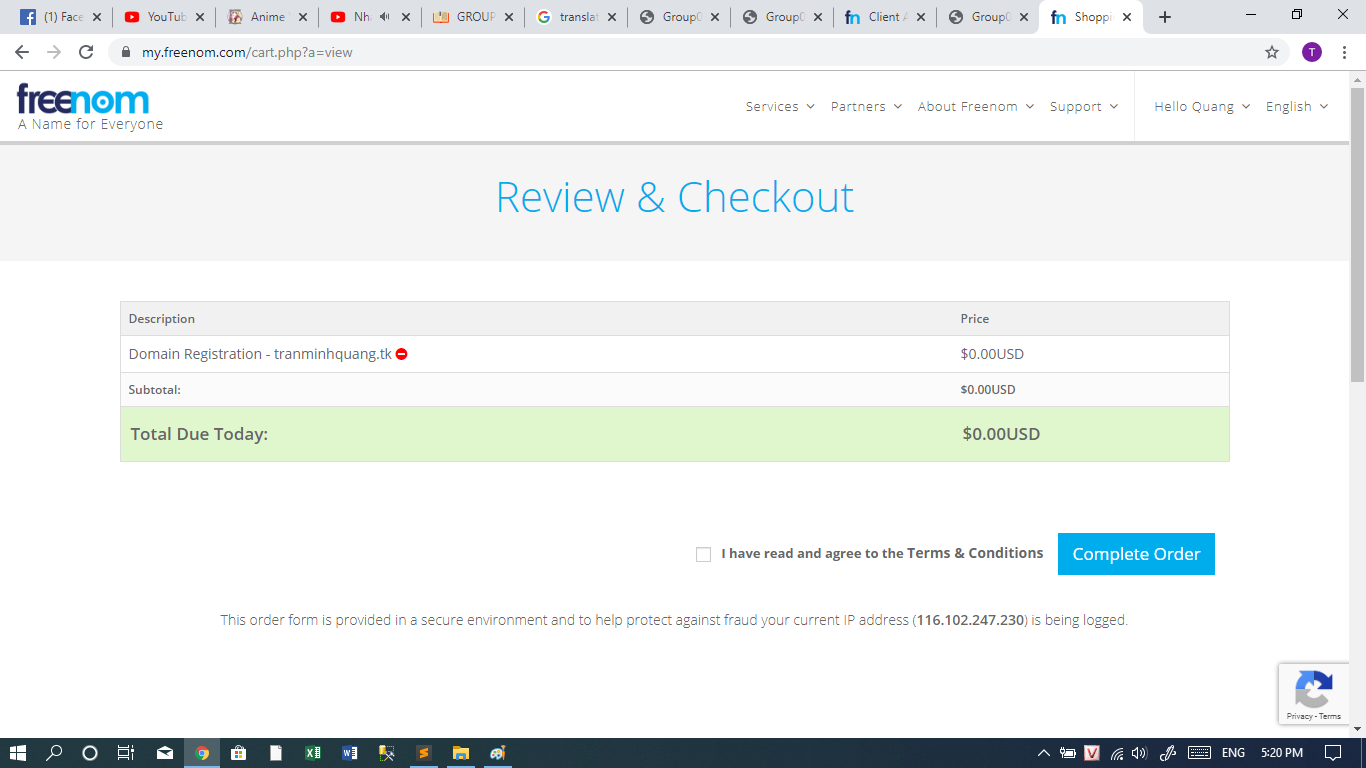 (1) Face
YouTub
Anime
Nh
GROUP
translat
Group0
Group0
Client A
Group0
Shoppi
my.freenom.com/cart.php?a=view
T
freenom
A Name for Everyone
Services
Partners
About Freenom
Support
Hello Quang
English
Review & Checkout
Description Price
Domain Registration - tranminhquang.tk $0.00USD
Subtotal: $0.00USD
Total Due Today: $0.00USD
I have read and agree to the Terms & Conditions
Complete Order
This order form is provided in a secure environment and to help protect against fraud your current IP address (116.102.247.230) is being logged.
Privacy - Terms
ENG
5:20 PM